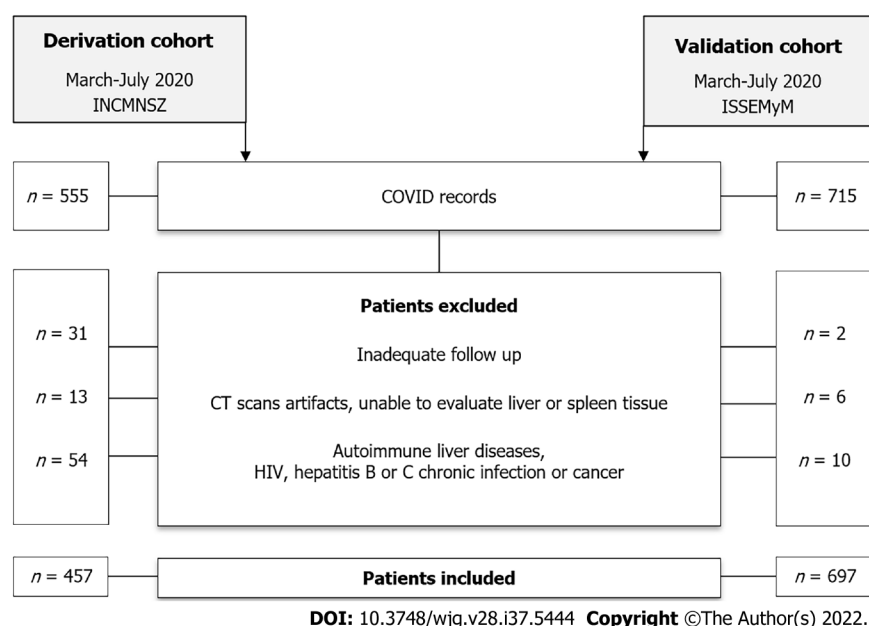 Derivation cohort
March-July 2020
INCMNSZ
Validation cohort
March-July 2020
ISSEMyM
n = 555
COVID records
n = 715
Patients excluded
n = 31
Inadequate follow up
n = 2
n = 13
CT scans artifacts, unable to evaluate liver or spleen tissue
n = 6
n = 54
Autoimmune liver diseases,
HIV, hepatitis B or C chronic infection or cancer
n = 10
n = 457
Patients included
n = 697
DOI: 10.3748/wjg.v28.i37.5444 Copyright ©The Author(s) 2022.